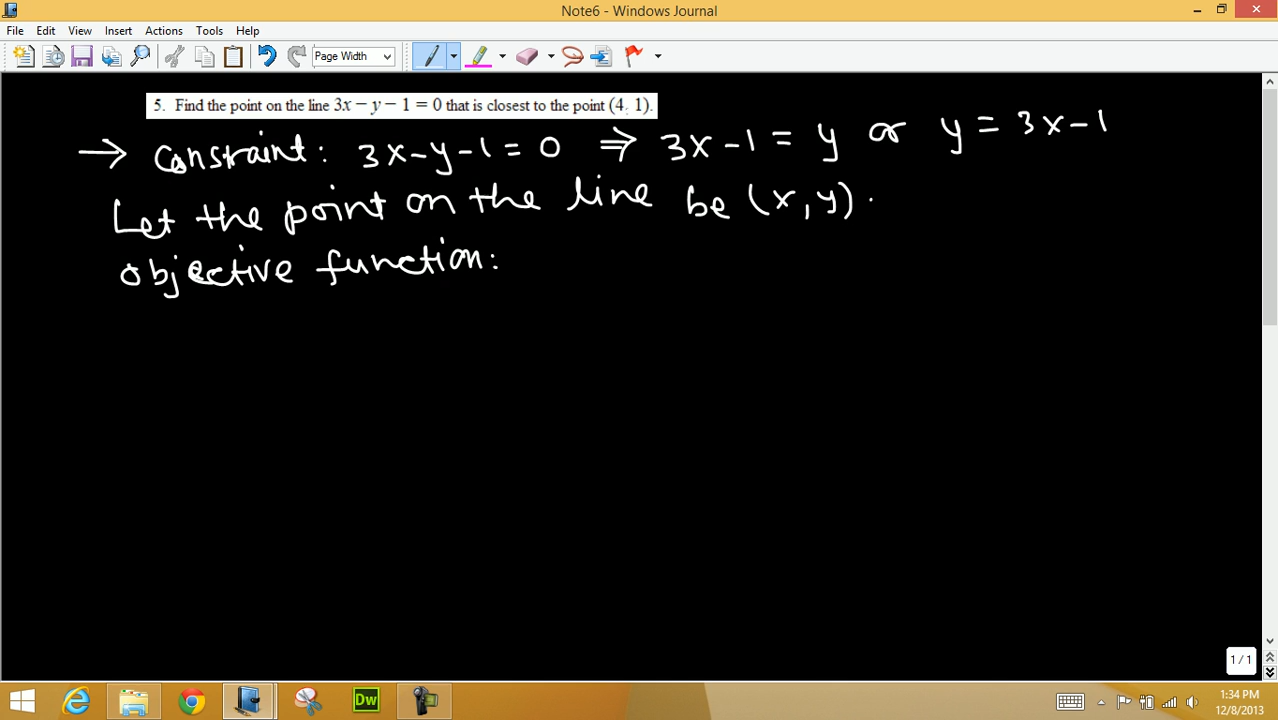 Note6 - Windows Journal
File Edit View Insert Actions Tools Help
Page Width
5. Find the point on the line 3x − y − 1 = 0 that is closest to the point (4, 1).
→ Constraint: 3x-y-1=0 ⇒ 3x-1=y or y=3x-1
Let the point on the line be (x,y).
Objective function:
1/1
Dw
1:34 PM
12/8/2013